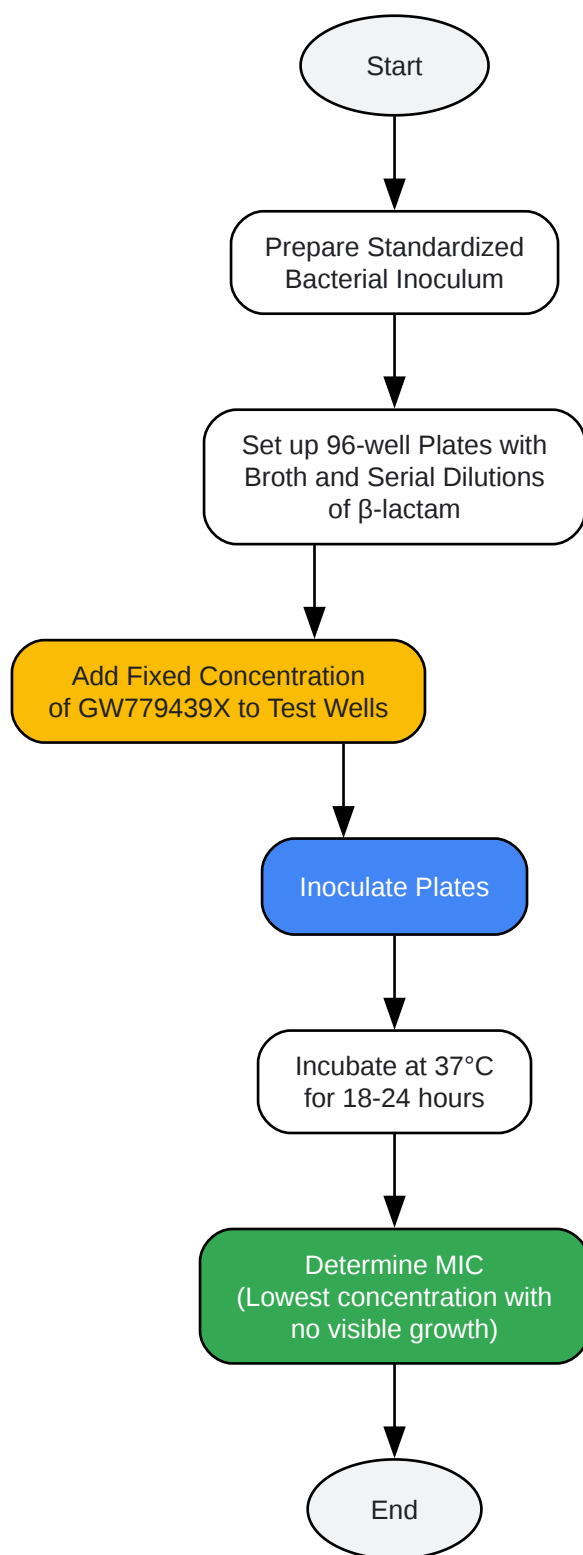 Start
Prepare Standardized
Bacterial Inoculum
Set up 96-well Plates with
Broth and Serial Dilutions
of β-lactam
Add Fixed Concentration
of GW779439X to Test Wells
Inoculate Plates
Incubate at 37°C
for 18-24 hours
Determine MIC
(Lowest concentration with
no visible growth)
End